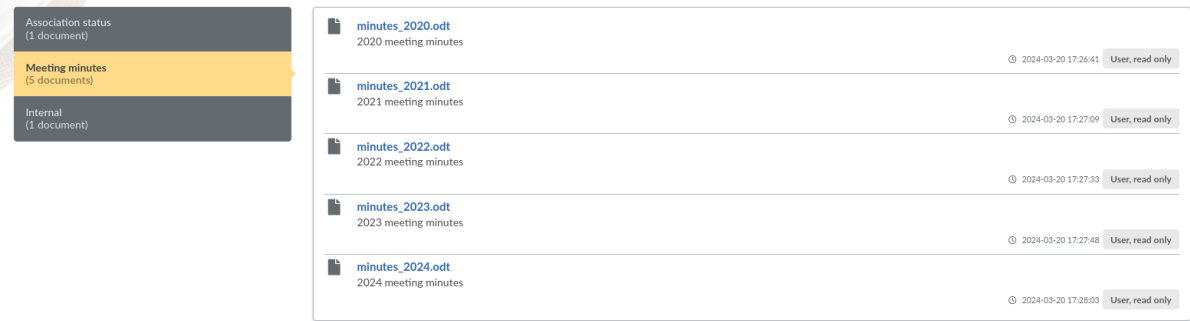 Association status
(1 document)
Meeting minutes
(5 documents)
Internal
(1 document)
minutes_2020.odt
2020 meeting minutes
2024-03-20 17:26:41 User, read only
minutes_2021.odt
2021 meeting minutes
2024-03-20 17:27:09 User, read only
minutes_2022.odt
2022 meeting minutes
2024-03-20 17:27:33 User, read only
minutes_2023.odt
2023 meeting minutes
2024-03-20 17:27:48 User, read only
minutes_2024.odt
2024 meeting minutes
2024-03-20 17:28:03 User, read only